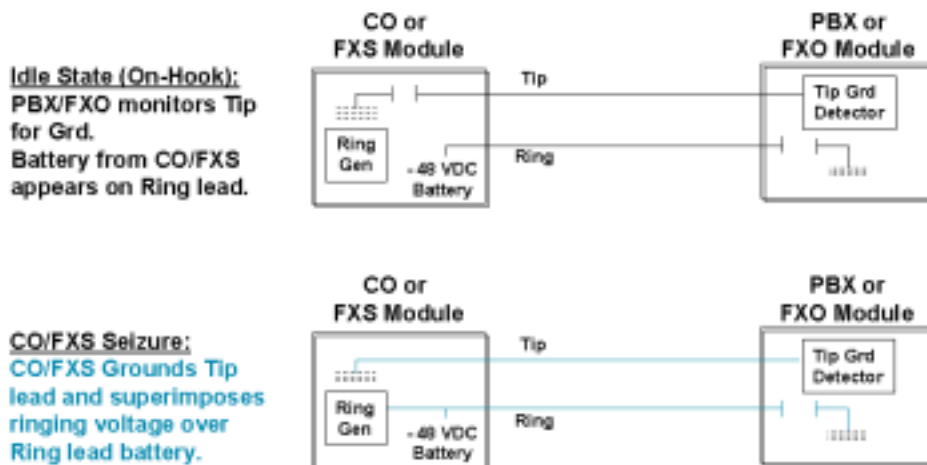 CO or
FXS Module
PBX or
FXO Module
Idle State (On-Hook):
PBX/FXO monitors Tip
for Grd.
Battery from CO/FXS
appears on Ring lead.
Tip
Tip Grd
Detector
Ring
Gen
- 48 VDC
Battery
Ring
CO or
FXS Module
PBX or
FXO Module
CO/FXS Seizure:
CO/FXS Grounds Tip
lead and superimposes
ringing voltage over
Ring lead battery.
Tip
Tip Grd
Detector
Ring
Gen
- 48 VDC
Battery
Ring